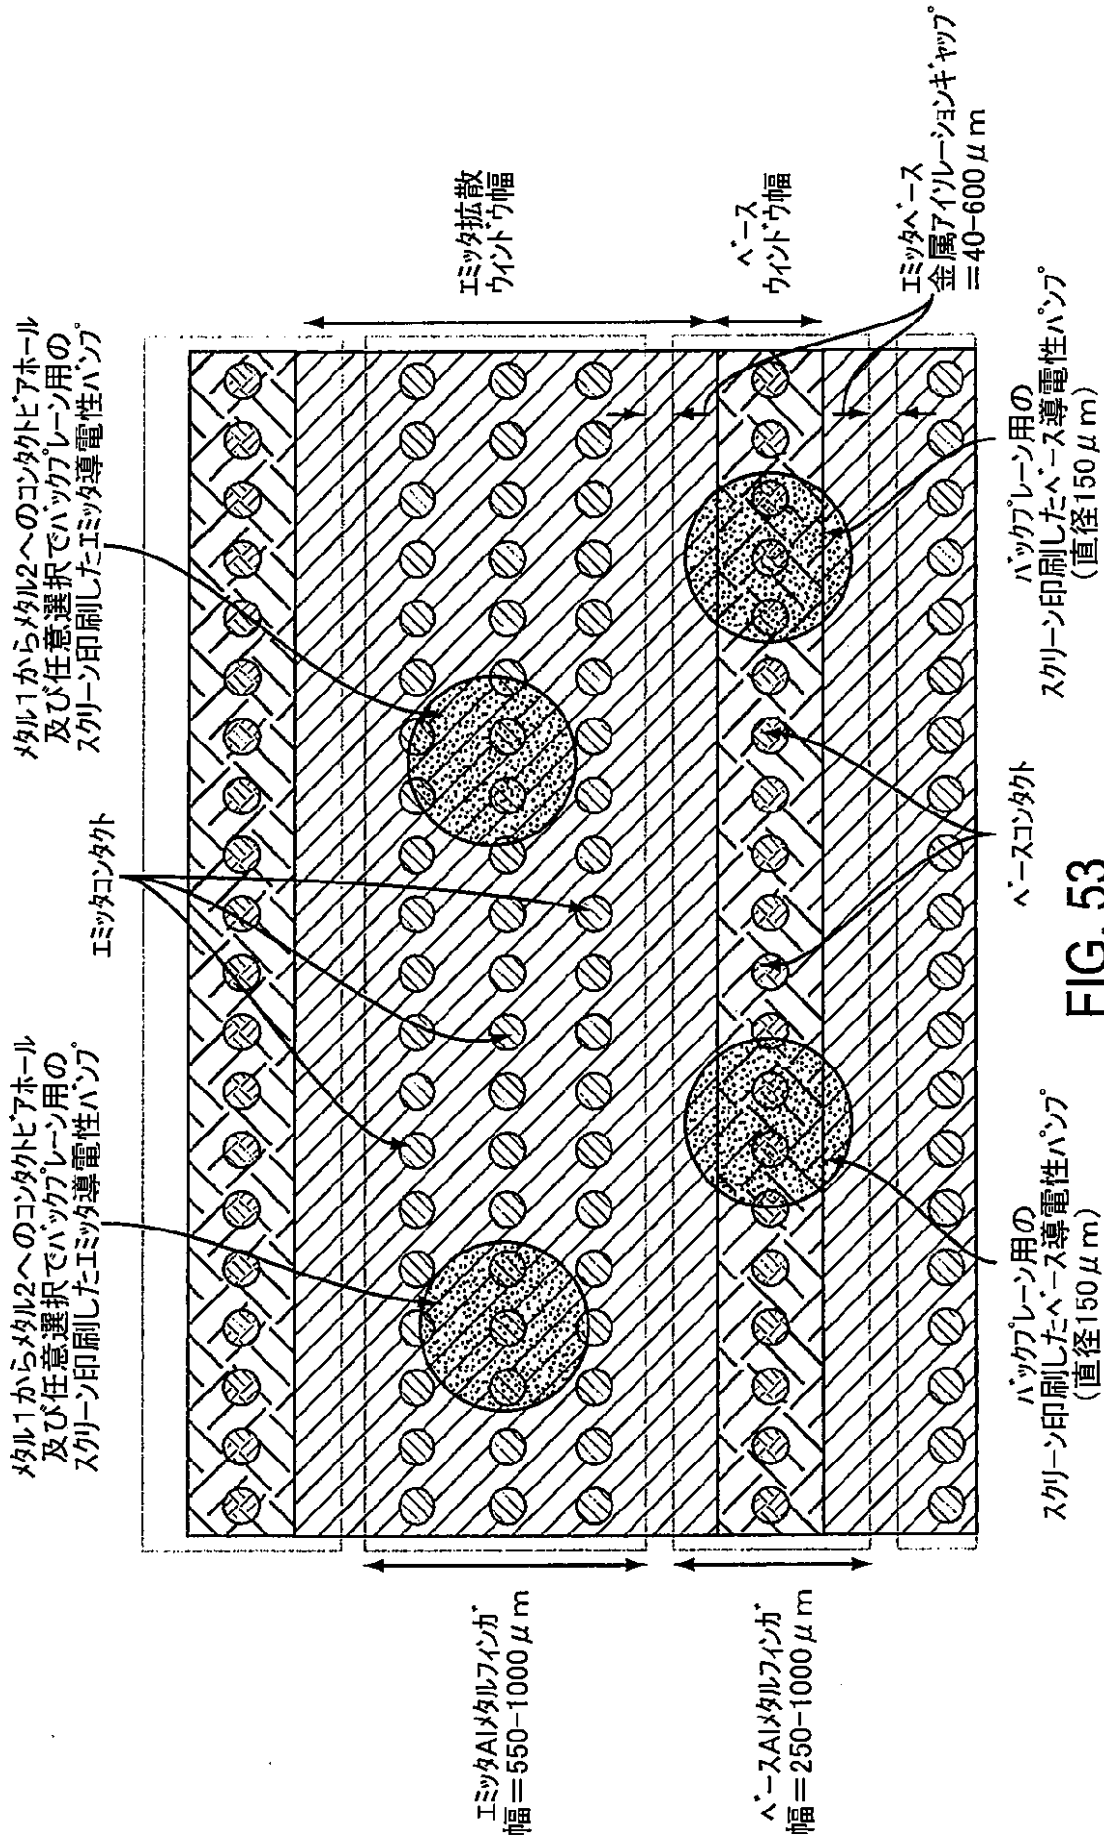 メタル1からメタル2へのコンタクトビアホール
及び任意選択でバックプレーン用の
スクリーン印刷したエミッタ導電性バンプ
エミッタコンタクト
メタル1からメタル2へのコンタクトビアホール
及び任意選択でバックプレーン用の
スクリーン印刷したエミッタ導電性バンプ
エミッタAlメタルフィンガ
幅=550-1000μm
エミッタ拡散
ウィンドウ幅
ベースAlメタルフィンガ
幅=250-1000μm
ベース
ウィンドウ幅
エミッタベース
金属アイソレーションギャップ
=40-600μm
バックプレーン用の
スクリーン印刷したベース導電性バンプ
(直径150μm)
ベースコンタクト
バックプレーン用の
スクリーン印刷したベース導電性バンプ
(直径150μm)
FIG. 53